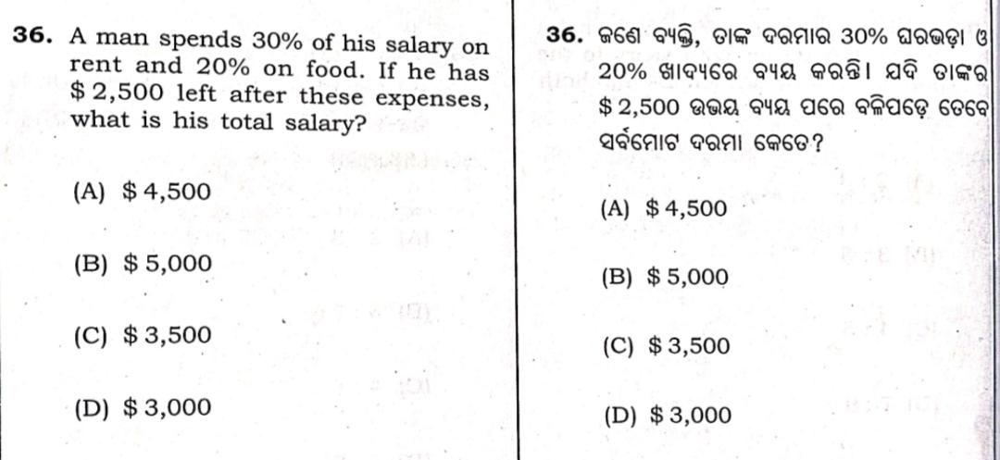 36. A man spends 30% of his salary on
rent and 20% on food. If he has
$ 2,500 left after these expenses,
what is his total salary?
(A) $ 4,500
(B) $ 5,000
(C) $ 3,500
(D) $ 3,000
36. ଜଣେ ବ୍ୟକ୍ତି, ତାଙ୍କ ଦରମାର 30% ଘରଭଡ଼ା ଓ
20% ଖାଦ୍ୟରେ ବ୍ୟୟ କରନ୍ତି। ଯଦି ତାଙ୍କର
$ 2,500 ଉଭୟ ବ୍ୟୟ ପରେ ବଳିପଡ଼େ ତେବେ
ସର୍ବମୋଟ ଦରମା କେତେ?
(A) $ 4,500
(B) $ 5,000
(C) $ 3,500
(D) $ 3,000